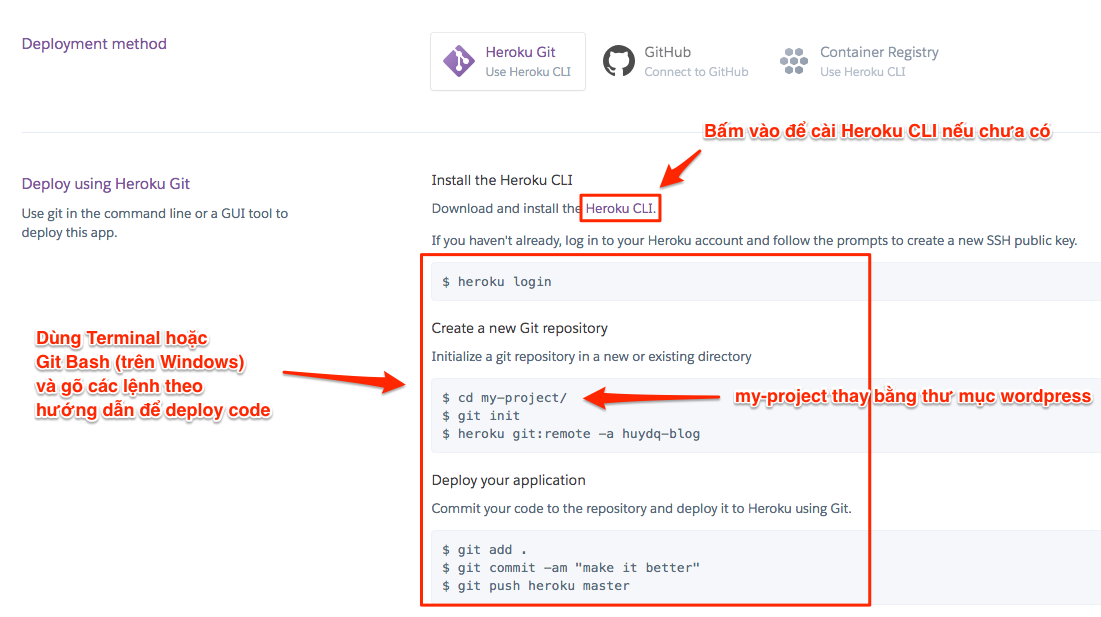 Deployment method
Heroku Git
Use Heroku CLI
GitHub
Connect to GitHub
Container Registry
Use Heroku CLI
Bấm vào để cài Heroku CLI nếu chưa có
Deploy using Heroku Git
Use git in the command line or a GUI tool to
deploy this app.
Install the Heroku CLI
Download and install the Heroku CLI.
If you haven't already, log in to your Heroku account and follow the prompts to create a new SSH public key.
$ heroku login
Create a new Git repository
Initialize a git repository in a new or existing directory
Dùng Terminal hoặc
Git Bash (trên Windows)
và gõ các lệnh theo
hướng dẫn để deploy code
$ cd my-project/
my-project thay bằng thư mục wordpress
$ git init
$ heroku git:remote -a huydq-blog
Deploy your application
Commit your code to the repository and deploy it to Heroku using Git.
$ git add .
$ git commit -am "make it better"
$ git push heroku master